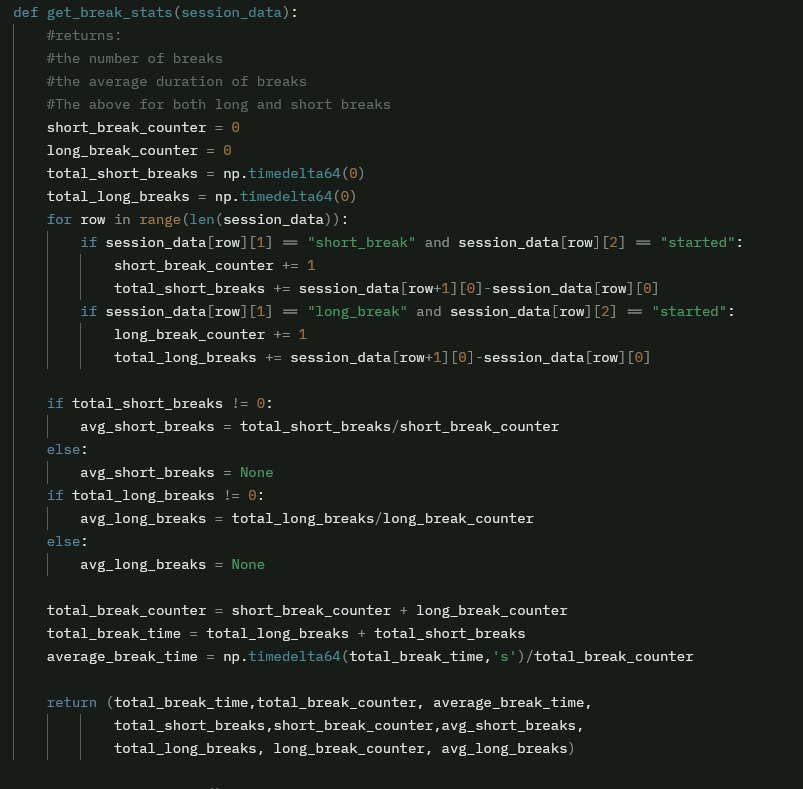 def get_break_stats(session_data):
    #returns:
    #the number of breaks
    #the average duration of breaks
    #The above for both long and short breaks
    short_break_counter = 0
    long_break_counter = 0
    total_short_breaks = np.timedelta64(0)
    total_long_breaks = np.timedelta64(0)
    for row in range(len(session_data)):
        if session_data[row][1] == "short_break" and session_data[row][2] == "started":
            short_break_counter += 1
            total_short_breaks += session_data[row+1][0]-session_data[row][0]
        if session_data[row][1] == "long_break" and session_data[row][2] == "started":
            long_break_counter += 1
            total_long_breaks += session_data[row+1][0]-session_data[row][0]

    if total_short_breaks != 0:
        avg_short_breaks = total_short_breaks/short_break_counter
    else:
        avg_short_breaks = None
    if total_long_breaks != 0:
        avg_long_breaks = total_long_breaks/long_break_counter
    else:
        avg_long_breaks = None

    total_break_counter = short_break_counter + long_break_counter
    total_break_time = total_long_breaks + total_short_breaks
    average_break_time = np.timedelta64(total_break_time,'s')/total_break_counter

    return (total_break_time,total_break_counter, average_break_time,
            total_short_breaks,short_break_counter,avg_short_breaks,
            total_long_breaks, long_break_counter, avg_long_breaks)